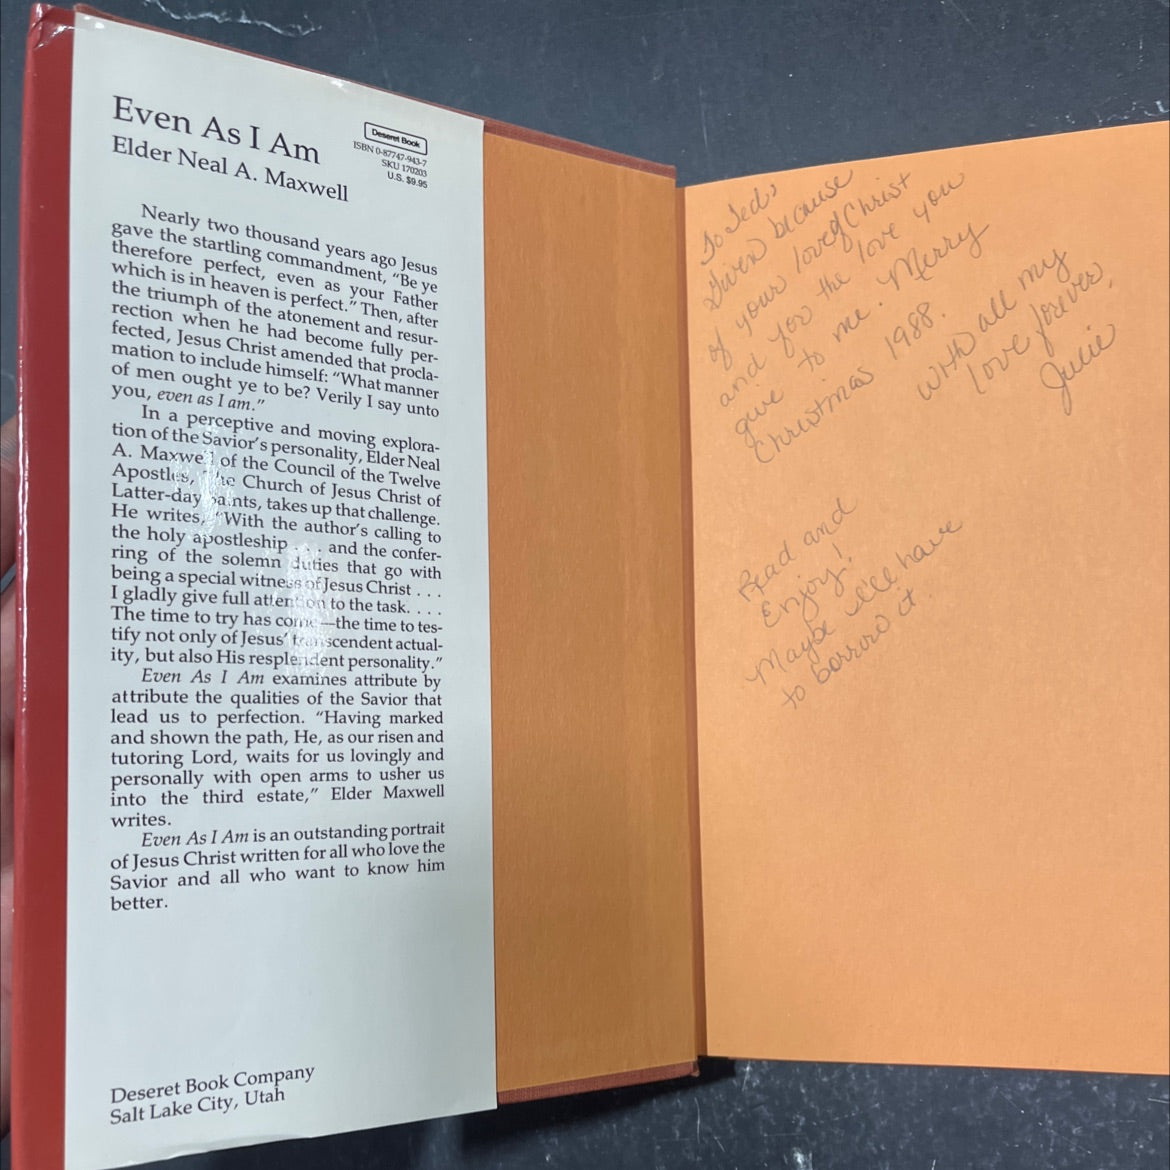 Even As I Am
Elder Neal A. Maxwell
Deseret Book
ISBN 0-87747-943-7
SKU 170203
U.S. $9.95
Nearly two thousand years ago Jesus
gave the startling commandment, "Be ye
therefore perfect, even as your Father
which is in heaven is perfect." Then, after
the triumph of the atonement and resur-
rection when he had become fully per-
fected, Jesus Christ amended that procla-
mation to include himself: "What manner
of men ought ye to be? Verily I say unto
you, even as I am."
In a perceptive and moving explora-
tion of the Savior's personality, Elder Neal
A. Maxwell of the Council of the Twelve
Apostles, The Church of Jesus Christ of
Latter-day Saints, takes up that challenge.
He writes, "With the author's calling to
the holy apostleship . . . and the confer-
ring of the solemn duties that go with
being a special witness of Jesus Christ . . .
I gladly give full attention to the task. . . .
The time to try has come—the time to tes-
tify not only of Jesus' transcendent actual-
ity, but also His resplendent personality."
Even As I Am examines attribute by
attribute the qualities of the Savior that
lead us to perfection. "Having marked
and shown the path, He, as our risen and
tutoring Lord, waits for us lovingly and
personally with open arms to usher us
into the third estate," Elder Maxwell
writes.
Even As I Am is an outstanding portrait
of Jesus Christ written for all who love the
Savior and all who want to know him
better.
Deseret Book Company
Salt Lake City, Utah
To Ted,
Given because
of your love of Christ
and for the love you
give to me. Merry
Christmas 1988.
With all my
love forever,
Julie
Read and
Enjoy!
Maybe I'll have
to borrow it.